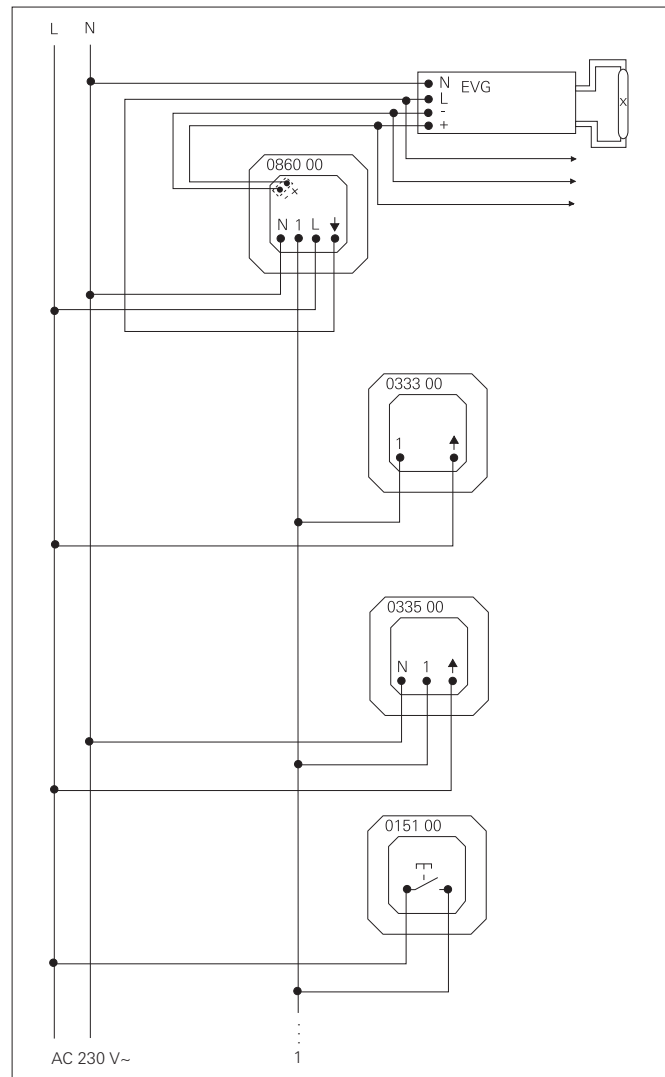 L N
N EVG
L
-
+
x
0860 00
- x
N 1 L
0333 00
1
0335 00
N 1
0151 00
AC 230 V~ 1